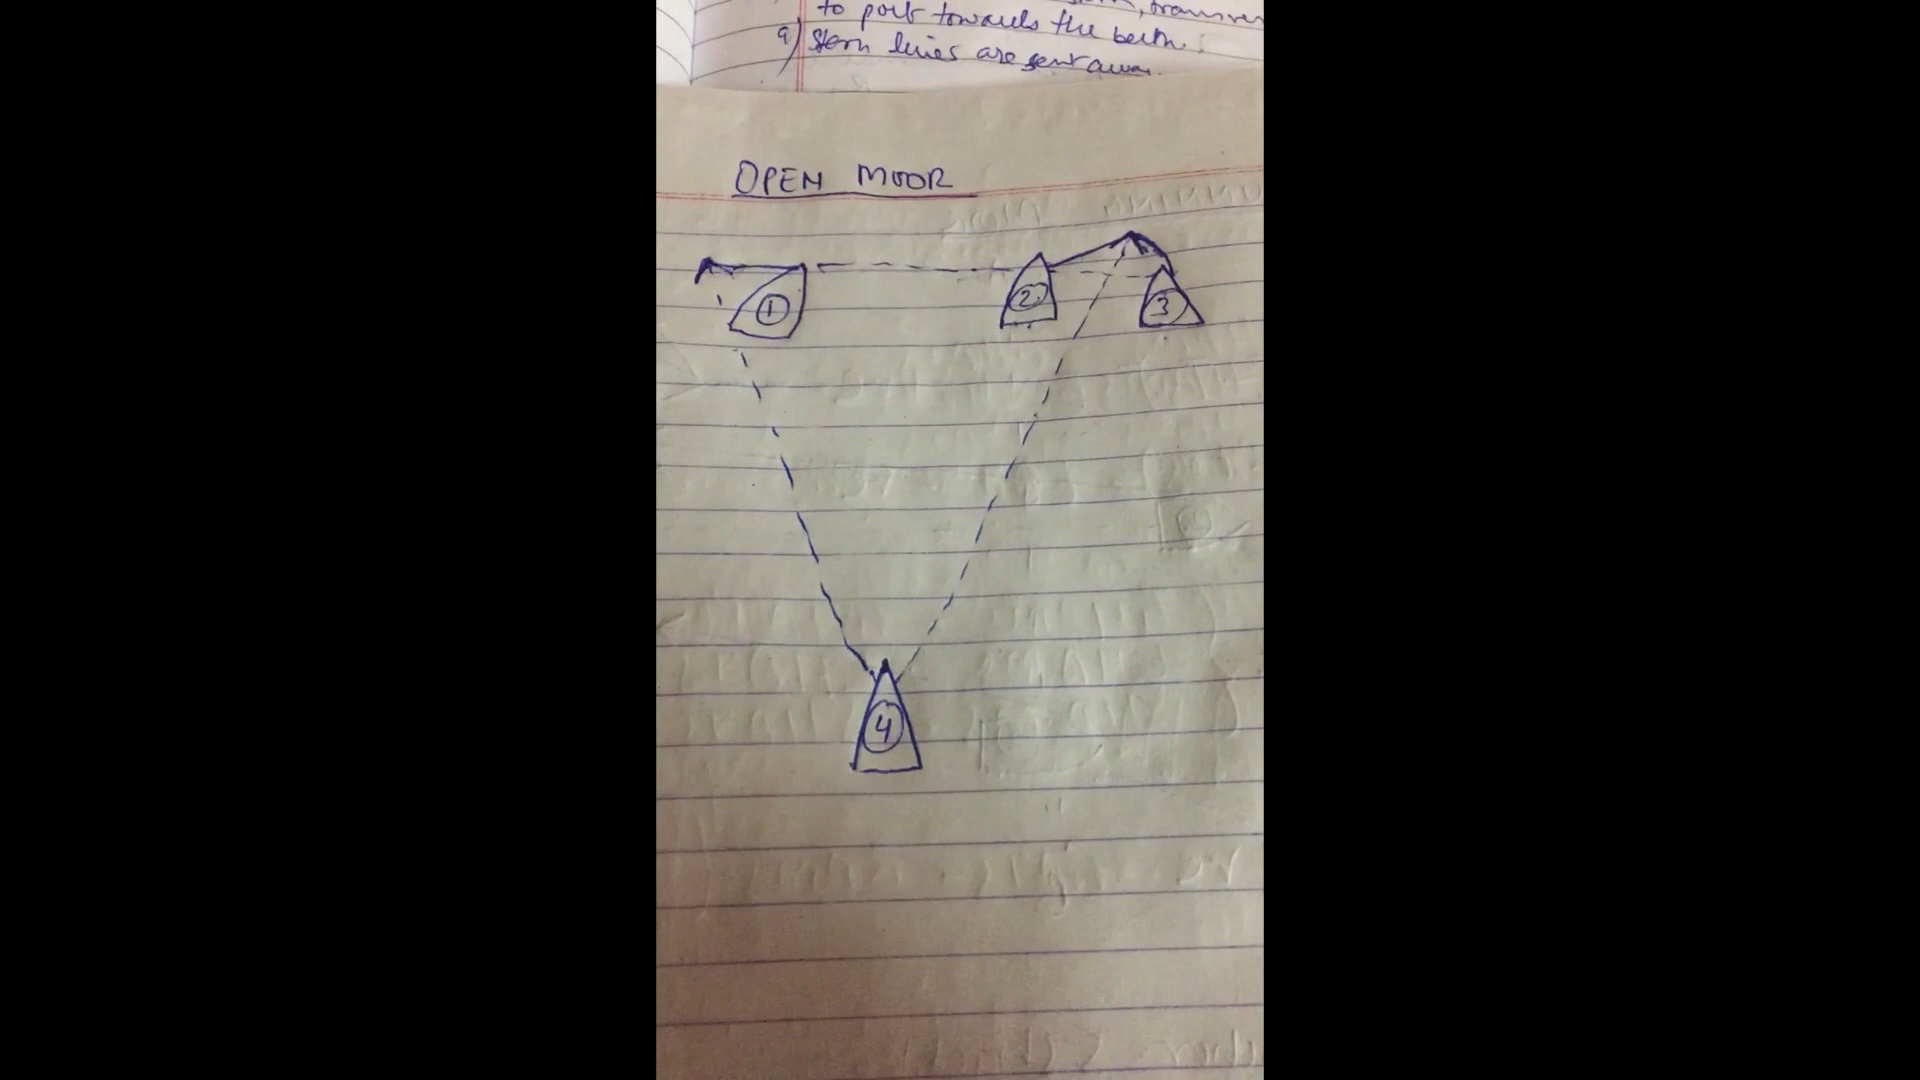 to port towards the berth.
9) Stern lines are sent away.
OPEN MOOR
1
2
3
4